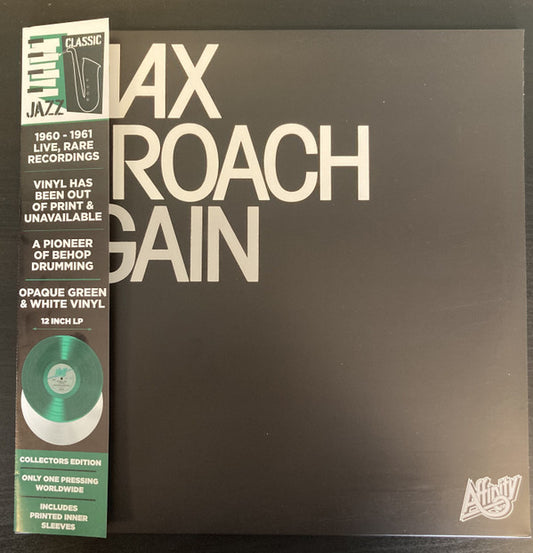 CLASSIC
JAZZ
1960 - 1961
LIVE, RARE
RECORDINGS
VINYL HAS
BEEN OUT
OF PRINT &
UNAVAILABLE
A PIONEER
OF BEHOP
DRUMMING
OPAQUE GREEN
& WHITE VINYL
12 INCH LP
COLLECTORS EDITION
ONLY ONE PRESSING
WORLDWIDE
INCLUDES
PRINTED INNER
SLEEVES
AX
ROACH
GAIN
Affinity